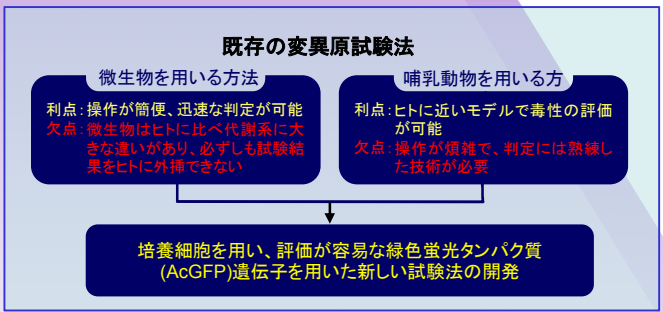 既存の変異原試験法
微生物を用いる方法
利点：操作が簡便、迅速な判定が可能
欠点：微生物はヒトに比べ代謝系に大
きな違いがあり、必ずしも試験結
果をヒトに外挿できない
哺乳動物を用いる方
利点：ヒトに近いモデルで毒性の評価
が可能
欠点：操作が煩雑で、判定には熟練し
た技術が必要
培養細胞を用い、評価が容易な緑色蛍光タンパク質
(AcGFP)遺伝子を用いた新しい試験法の開発